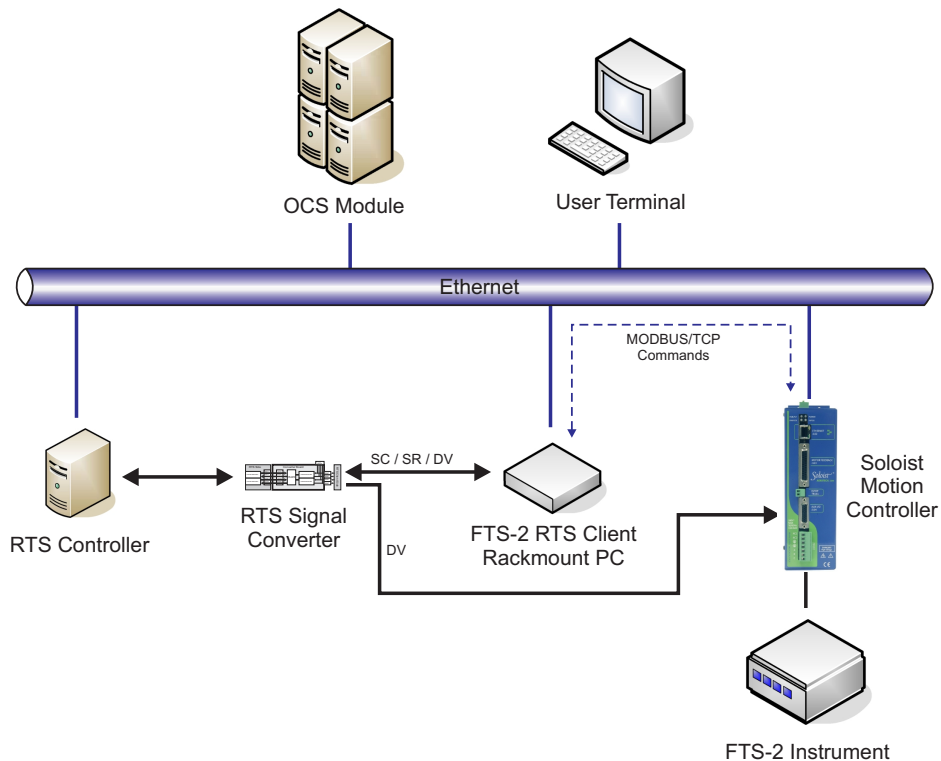 OCS Module
User Terminal
Ethernet
MODBUS/TCP
Commands
SC / SR / DV
RTS Controller
RTS Signal
Converter
DV
FTS-2 RTS Client
Rackmount PC
Soloist
Soloist
Motion
Controller
FTS-2 Instrument